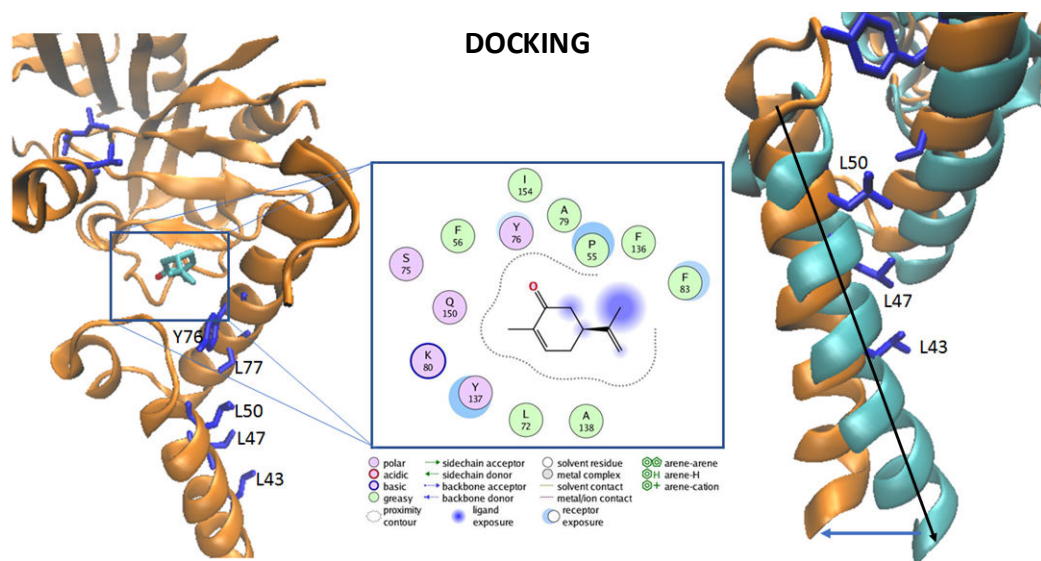 DOCKING
I
154
A
79
Y
76
F
56
P
55
F
136
S
75
F
83
Q
150
O
K
80
Y
137
L
72
A
138
Y76
L77
L50
L47
L43
L50
L47
L43
polar
acidic
basic
greasy
proximity
contour
sidechain acceptor
sidechain donor
backbone acceptor
backbone donor
ligand
exposure
solvent residue
metal complex
solvent contact
metal/ion contact
receptor
exposure
arene-arene
H arene-H
+ arene-cation